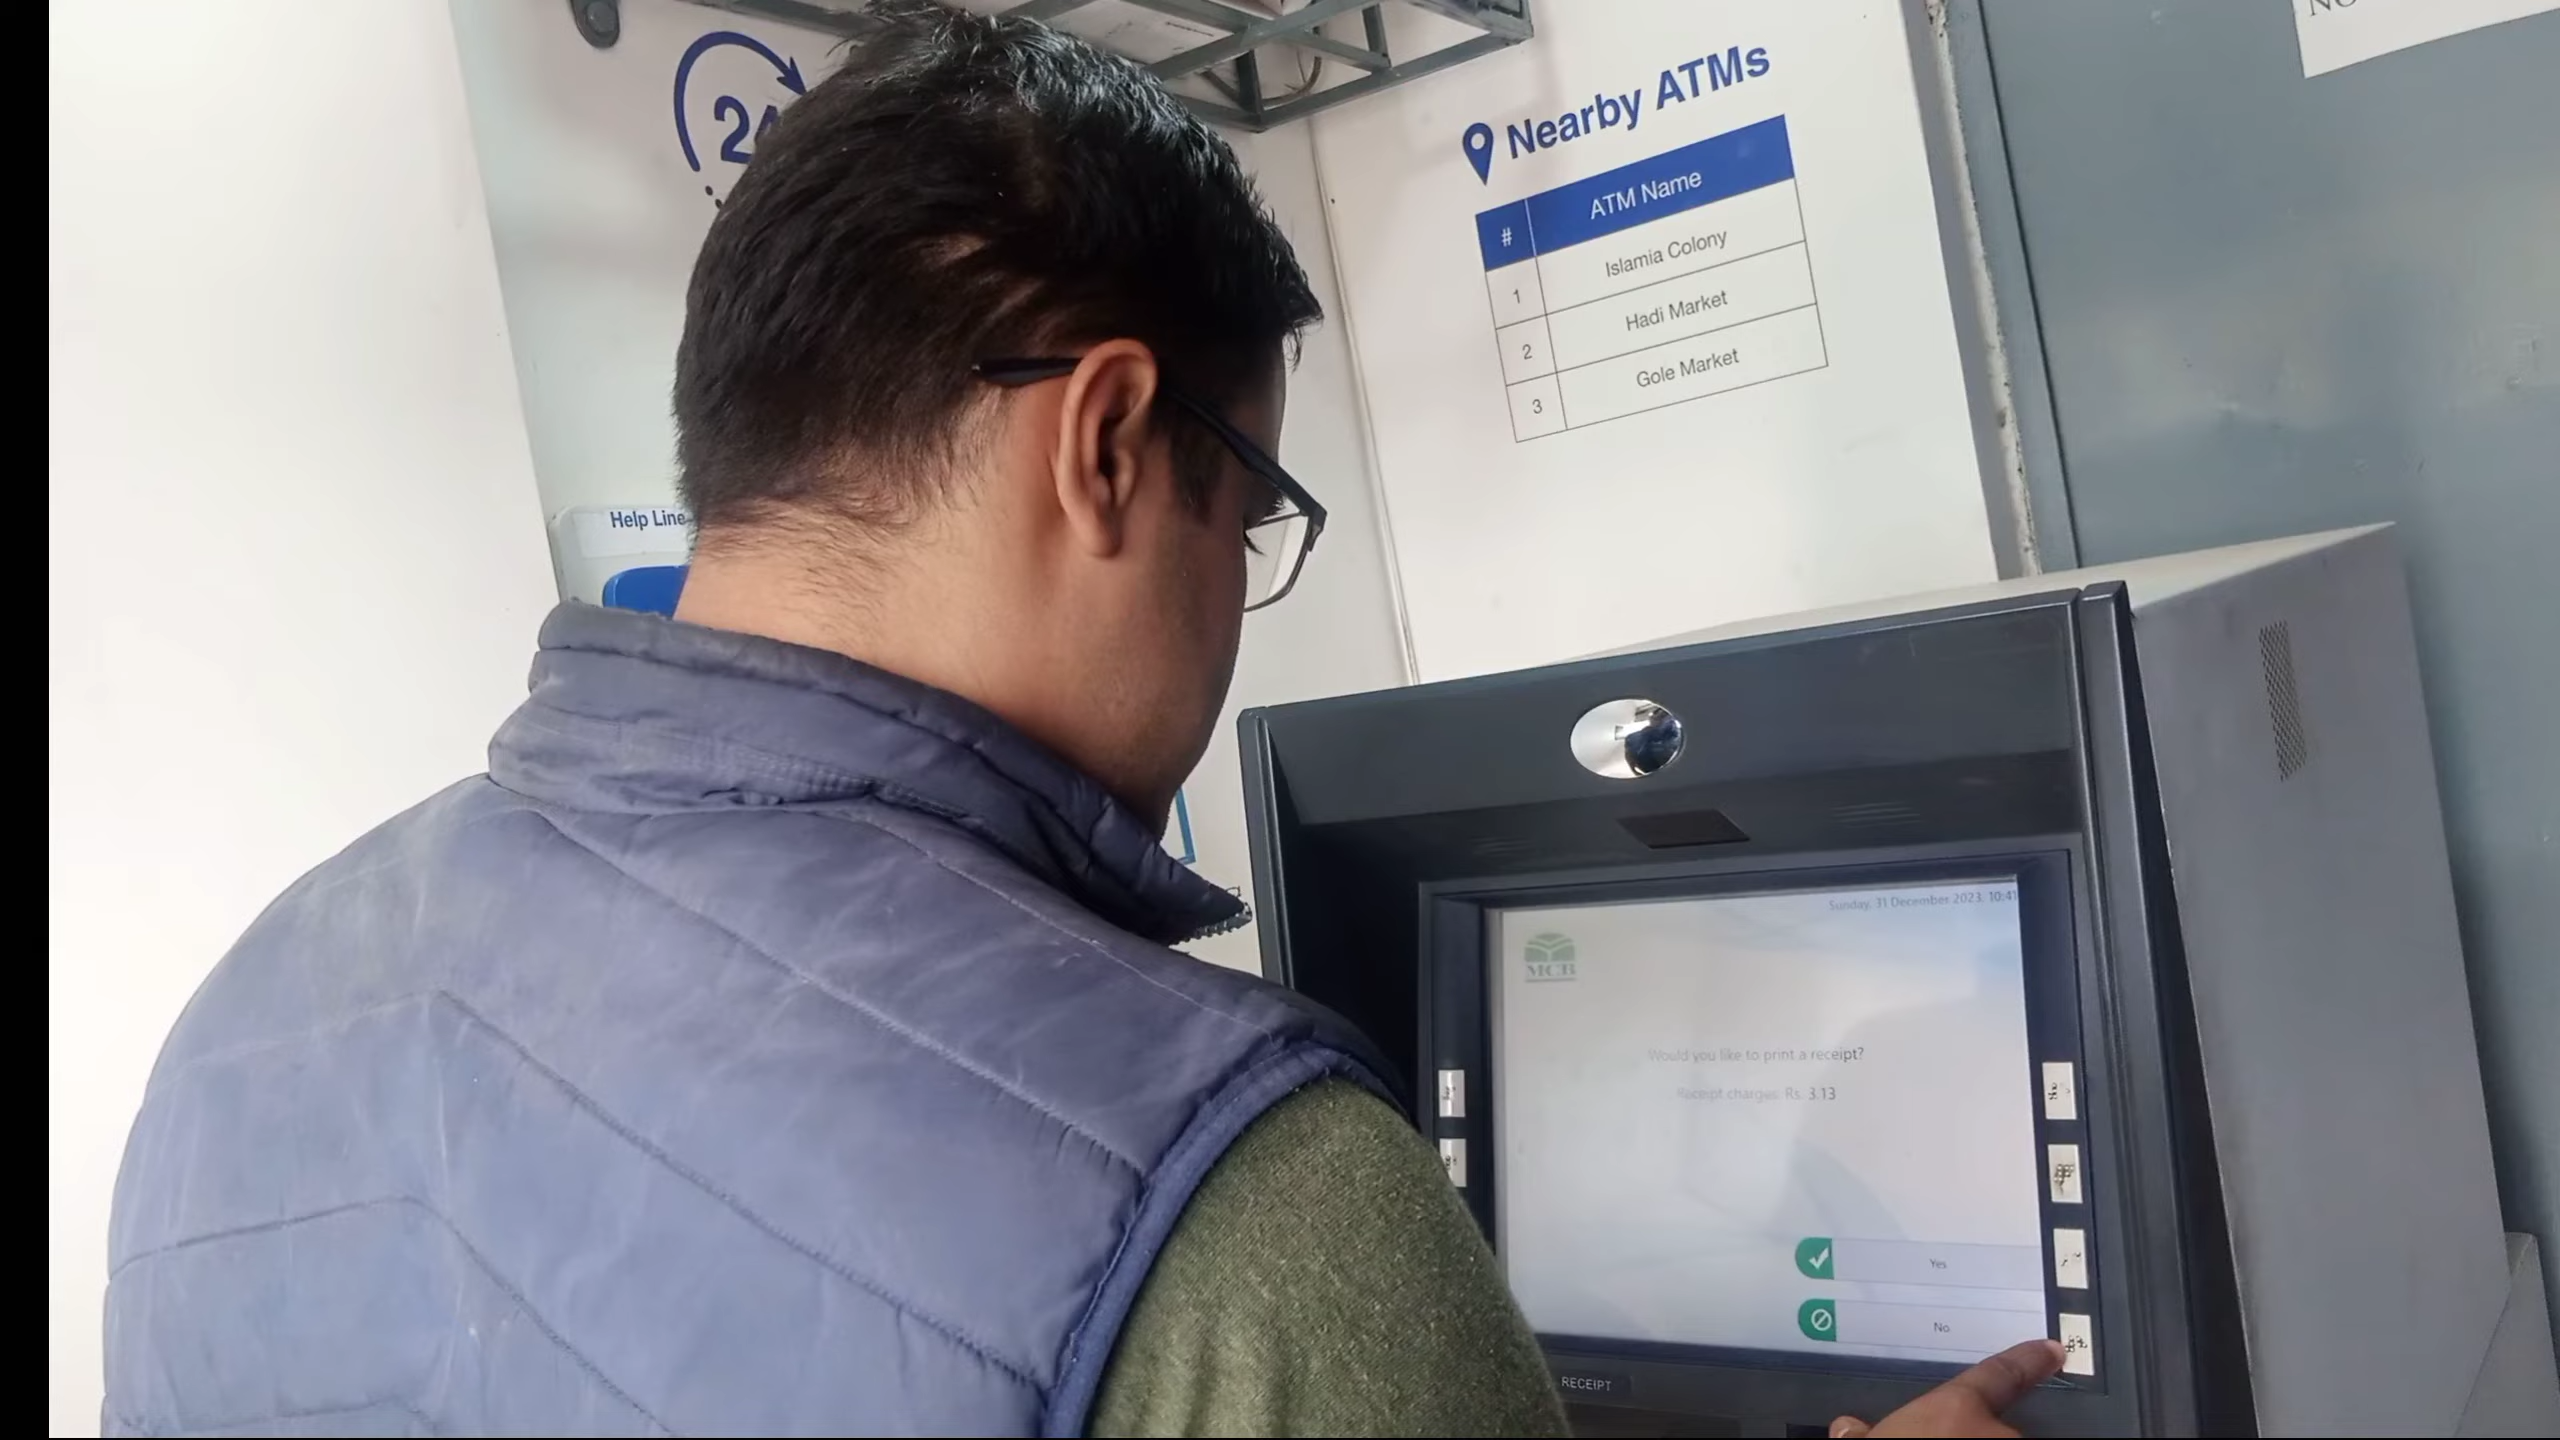 Nearby ATMs
# ATM Name
1 Islamia Colony
2 Hadi Market
3 Gole Market
Help Line
Sunday, 31 December 2023, 10:41
MCB
Would you like to print a receipt?
Receipt charges: Rs. 3.13
Yes
No
RECEIPT